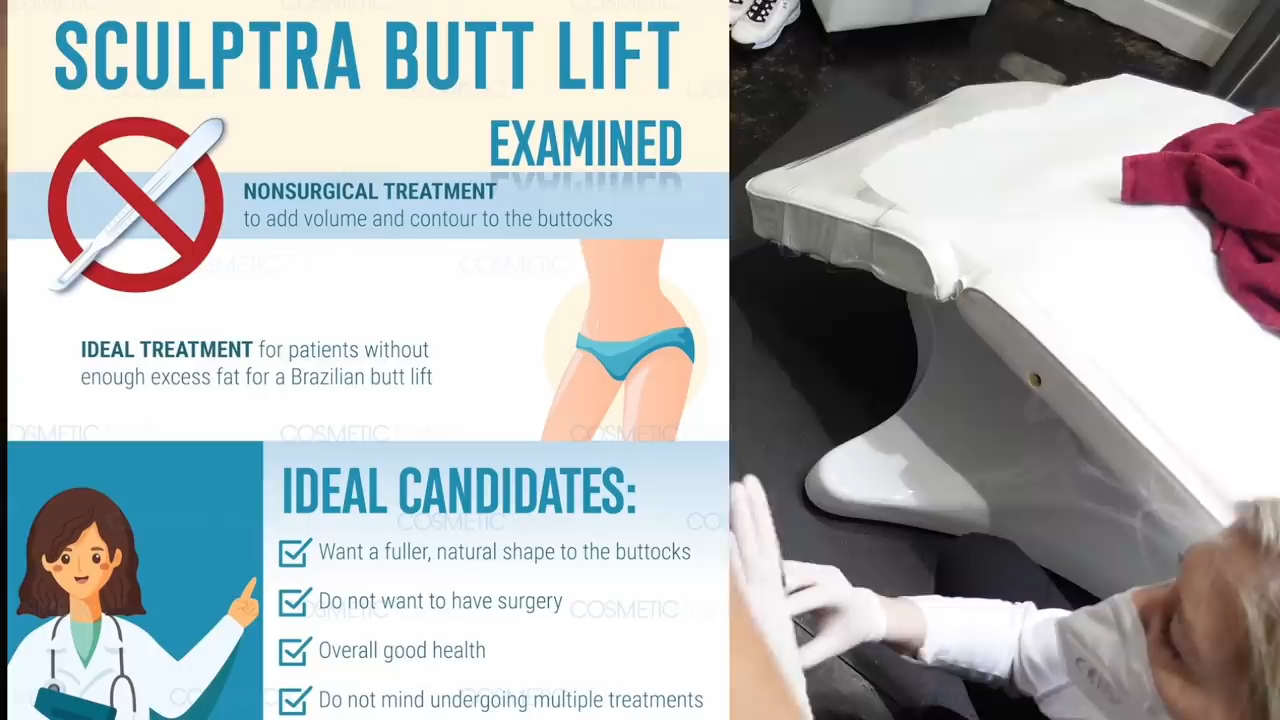 SCULPTRA BUTT LIFT
EXAMINED
NONSURGICAL TREATMENT
to add volume and contour to the buttocks
IDEAL TREATMENT for patients without
enough excess fat for a Brazilian butt lift
IDEAL CANDIDATES:
Want a fuller, natural shape to the buttocks
Do not want to have surgery
Overall good health
Do not mind undergoing multiple treatments